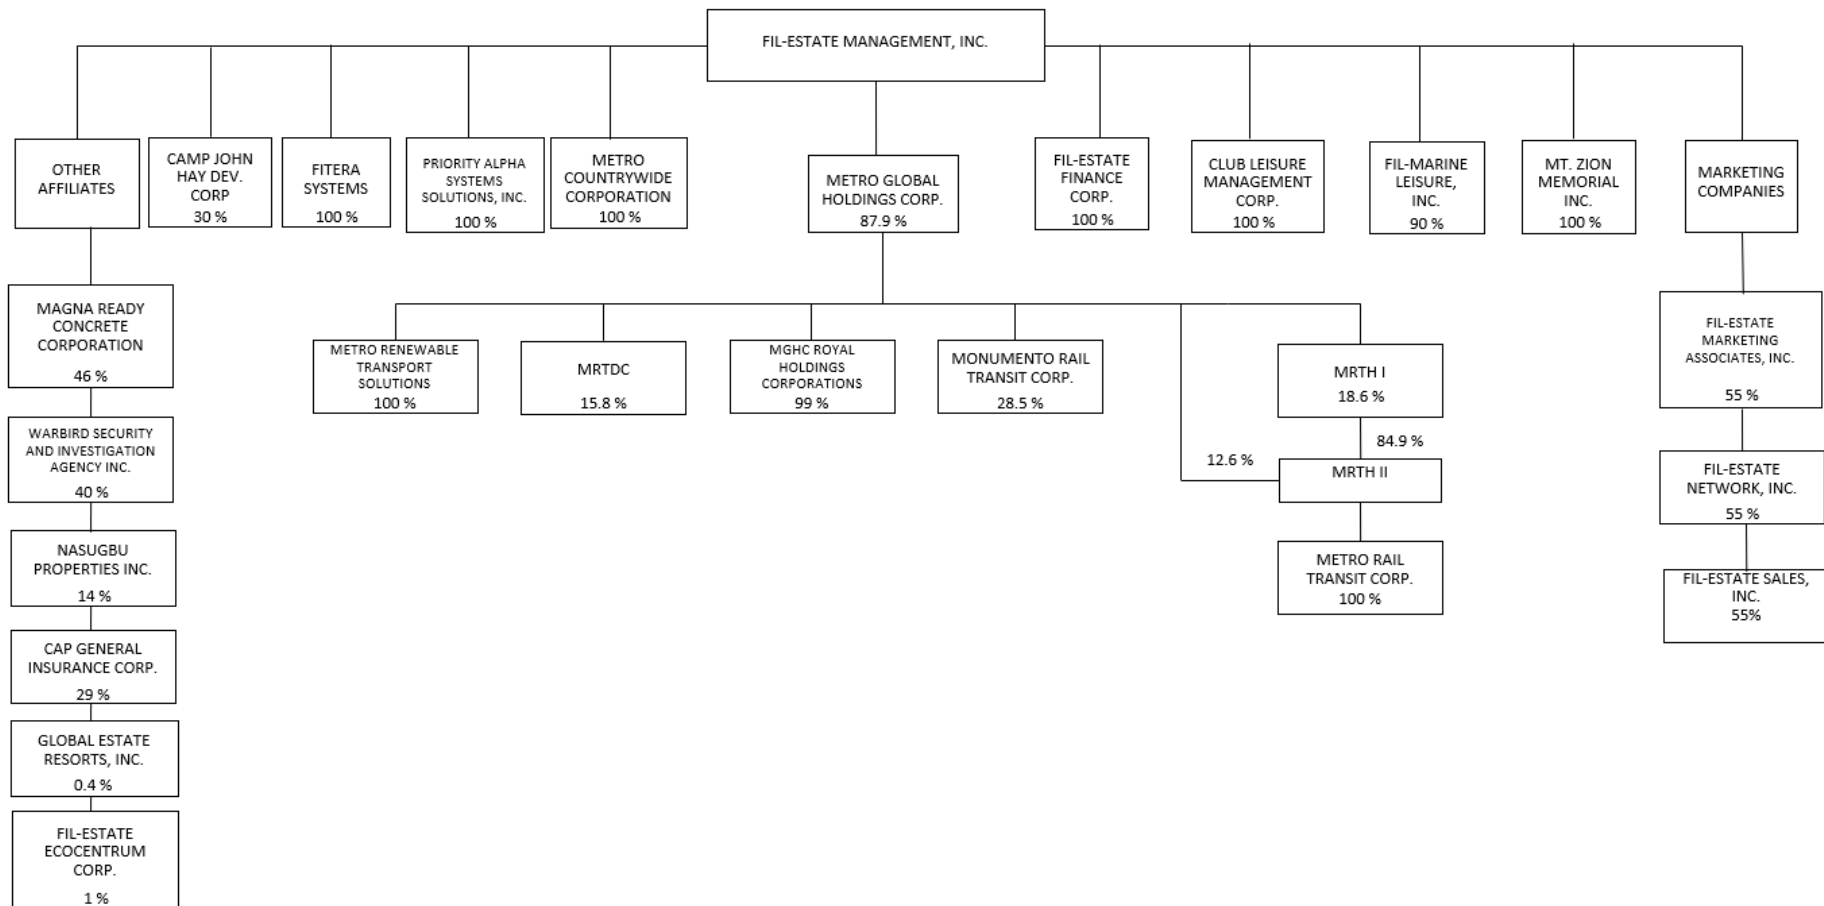 FIL-ESTATE MANAGEMENT, INC.
OTHER
AFFILIATES
CAMP JOHN
HAY DEV.
CORP
30 %
FITERA
SYSTEMS
100 %
PRIORITY ALPHA
SYSTEMS
SOLUTIONS, INC.
100 %
METRO
COUNTRYWIDE
CORPORATION
100 %
METRO GLOBAL
HOLDINGS CORP.
87.9 %
FIL-ESTATE
FINANCE
CORP.
100 %
CLUB LEISURE
MANAGEMENT
CORP.
100 %
FIL-MARINE
LEISURE,
INC.
90 %
MT. ZION
MEMORIAL
INC.
100 %
MARKETING
COMPANIES
MAGNA READY
CONCRETE
CORPORATION
46 %
WARBIRD SECURITY
AND INVESTIGATION
AGENCY INC.
40 %
NASUGBU
PROPERTIES INC.
14 %
CAP GENERAL
INSURANCE CORP.
29 %
GLOBAL ESTATE
RESORTS, INC.
0.4 %
FIL-ESTATE
ECOCENTRUM
CORP.
1 %
METRO RENEWABLE
TRANSPORT
SOLUTIONS
100 %
MRTDC
15.8 %
MGHC ROYAL
HOLDINGS
CORPORATIONS
99 %
MONUMENTO RAIL
TRANSIT CORP.
28.5 %
MRTH I
18.6 %
84.9 %
12.6 %
MRTH II
METRO RAIL
TRANSIT CORP.
100 %
FIL-ESTATE
MARKETING
ASSOCIATES, INC.
55 %
FIL-ESTATE
NETWORK, INC.
55 %
FIL-ESTATE SALES,
INC.
55%